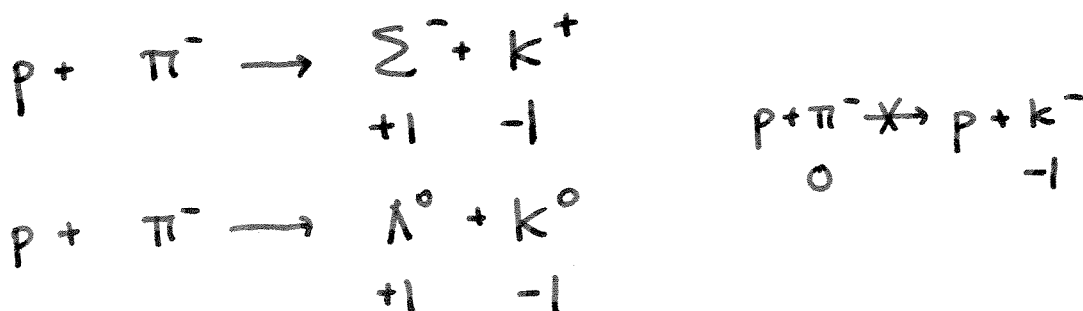 p + π⁻ ⟶ Σ⁻ + K⁺
+1 -1
p + π⁻ ⟶ Λ⁰ + K⁰
+1 -1
p + π⁻ -X-> p + k⁻
0 -1